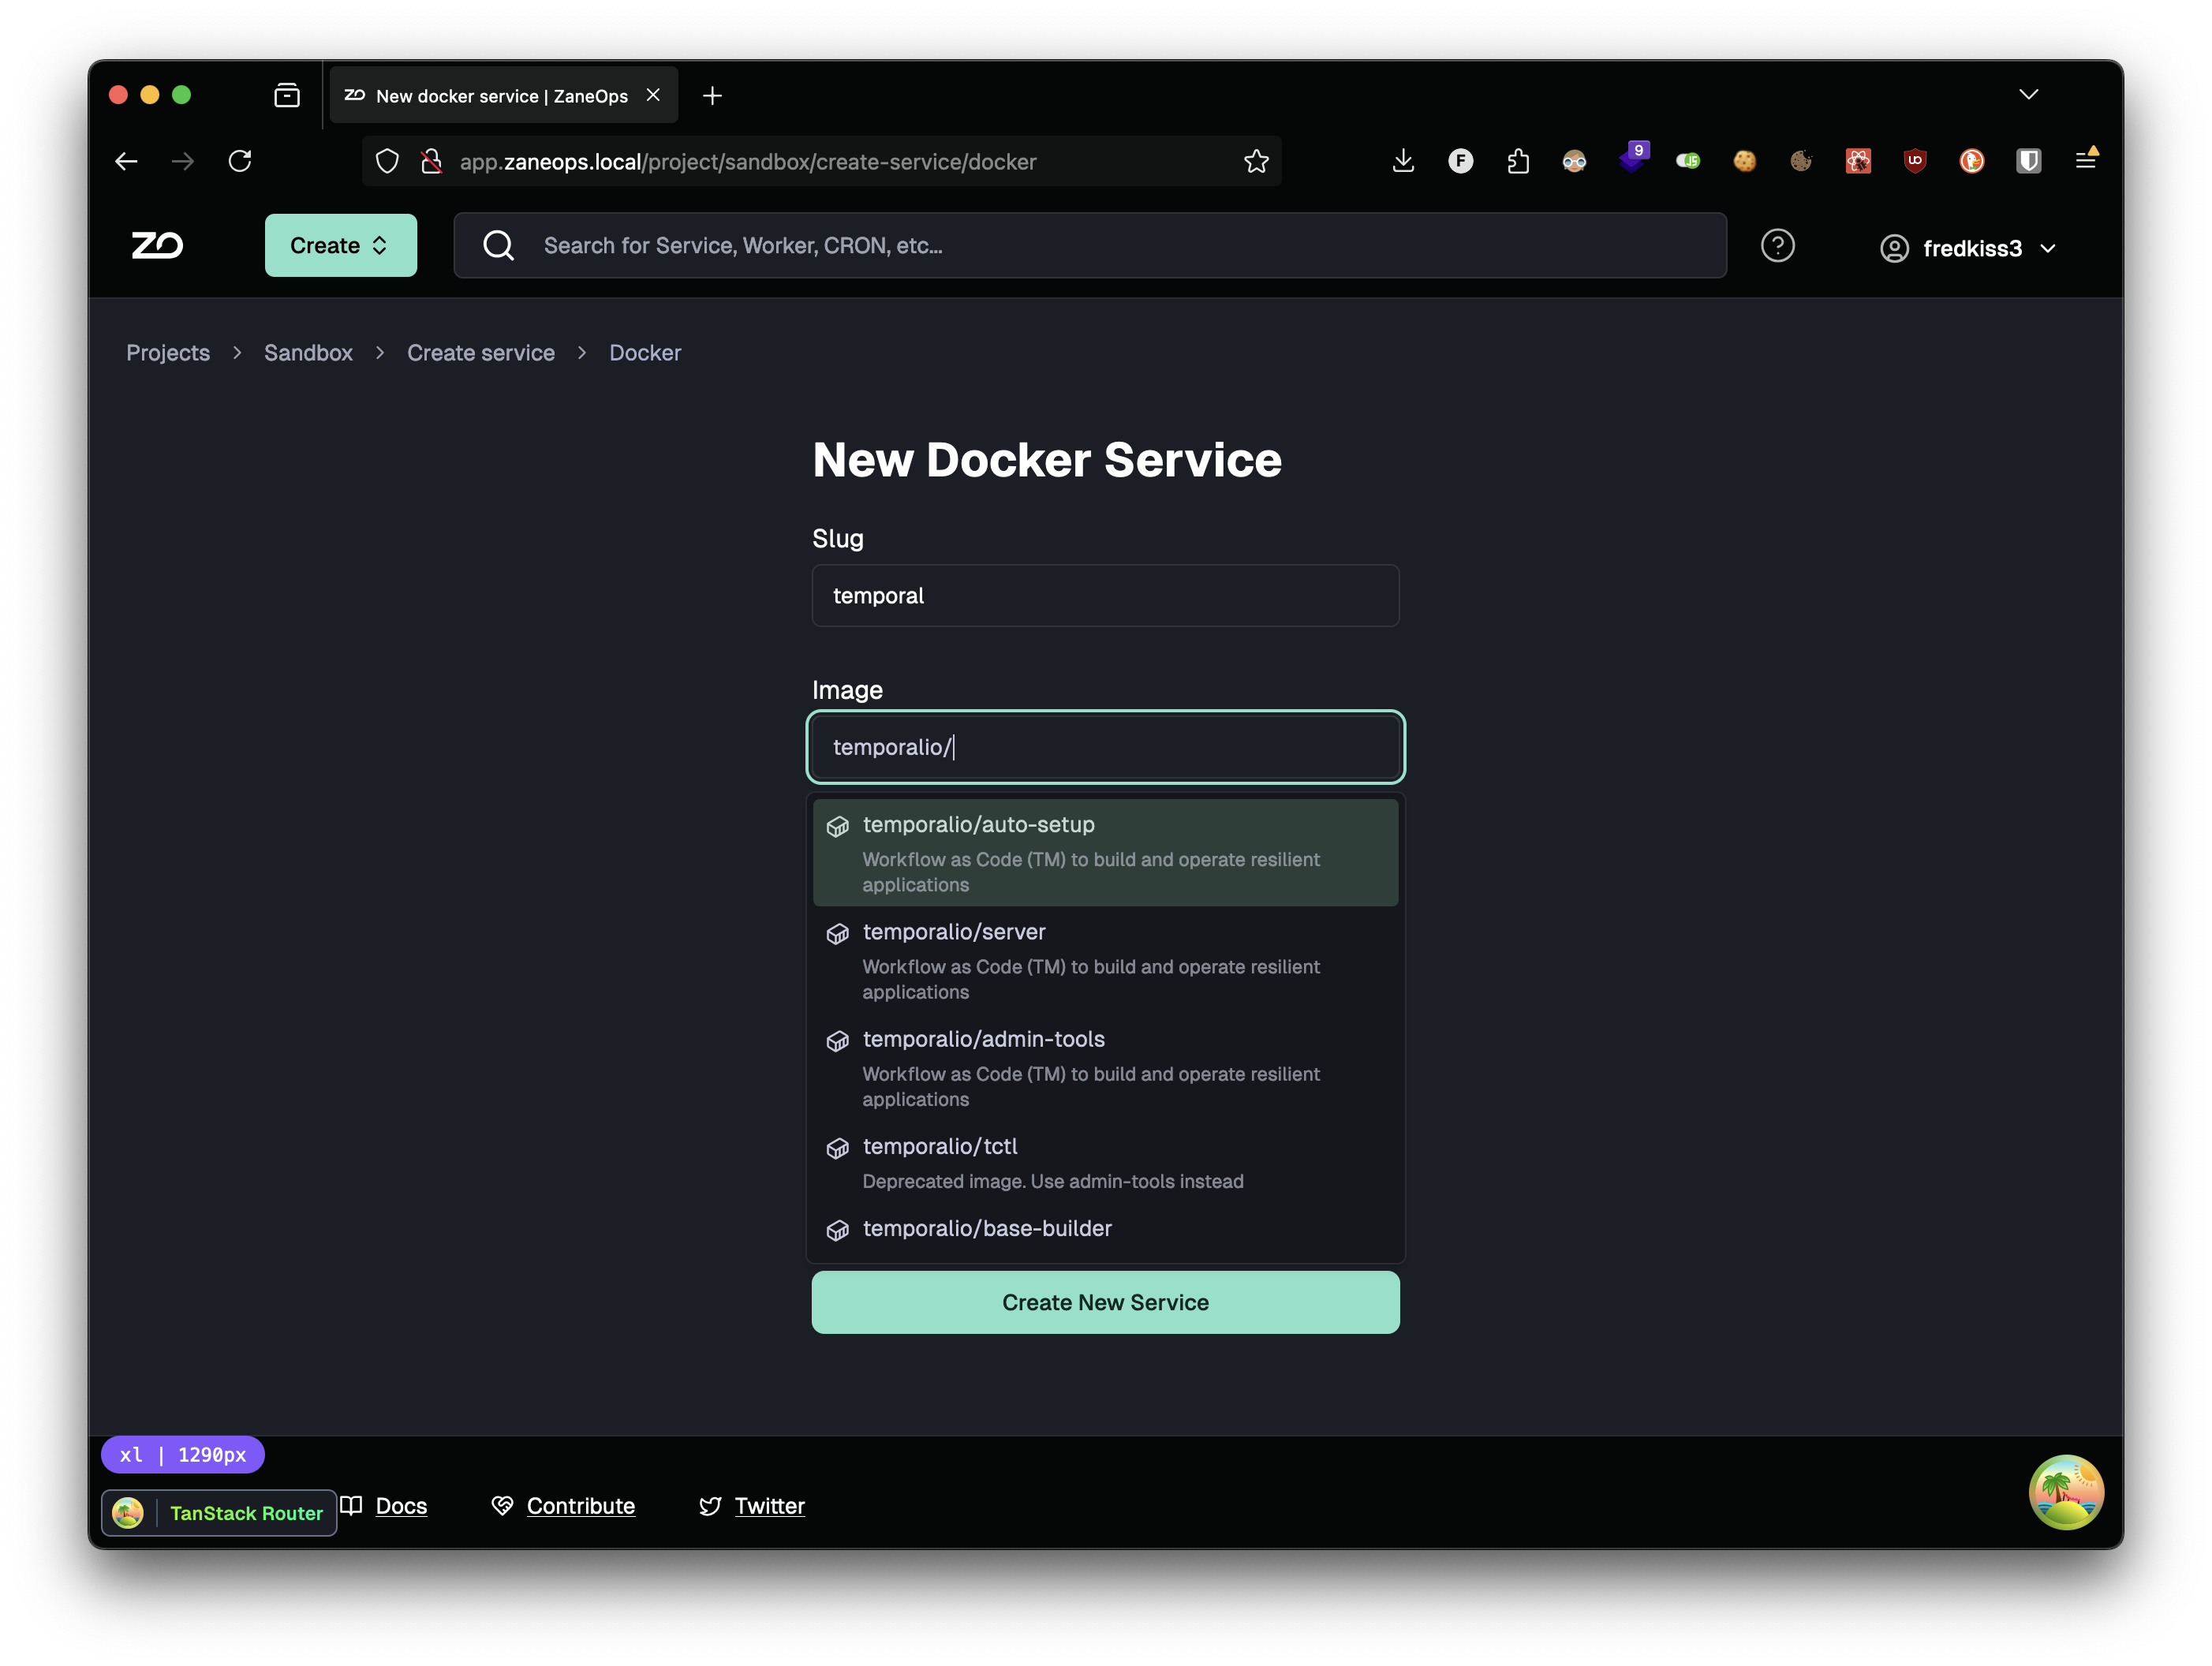 New docker service | ZaneOps
app.zaneops.local/project/sandbox/create-service/docker
F
9
JS
ZO
Create
Search for Service, Worker, CRON, etc...
?
fredkiss3
Projects > Sandbox > Create service > Docker
New Docker Service
Slug
temporal
Image
temporalio/
temporalio/auto-setup
Workflow as Code (TM) to build and operate resilient
applications
temporalio/server
Workflow as Code (TM) to build and operate resilient
applications
temporalio/admin-tools
Workflow as Code (TM) to build and operate resilient
applications
temporalio/tctl
Deprecated image. Use admin-tools instead
temporalio/base-builder
Create New Service
xl | 1290px
TanStack Router
Docs
Contribute
Twitter